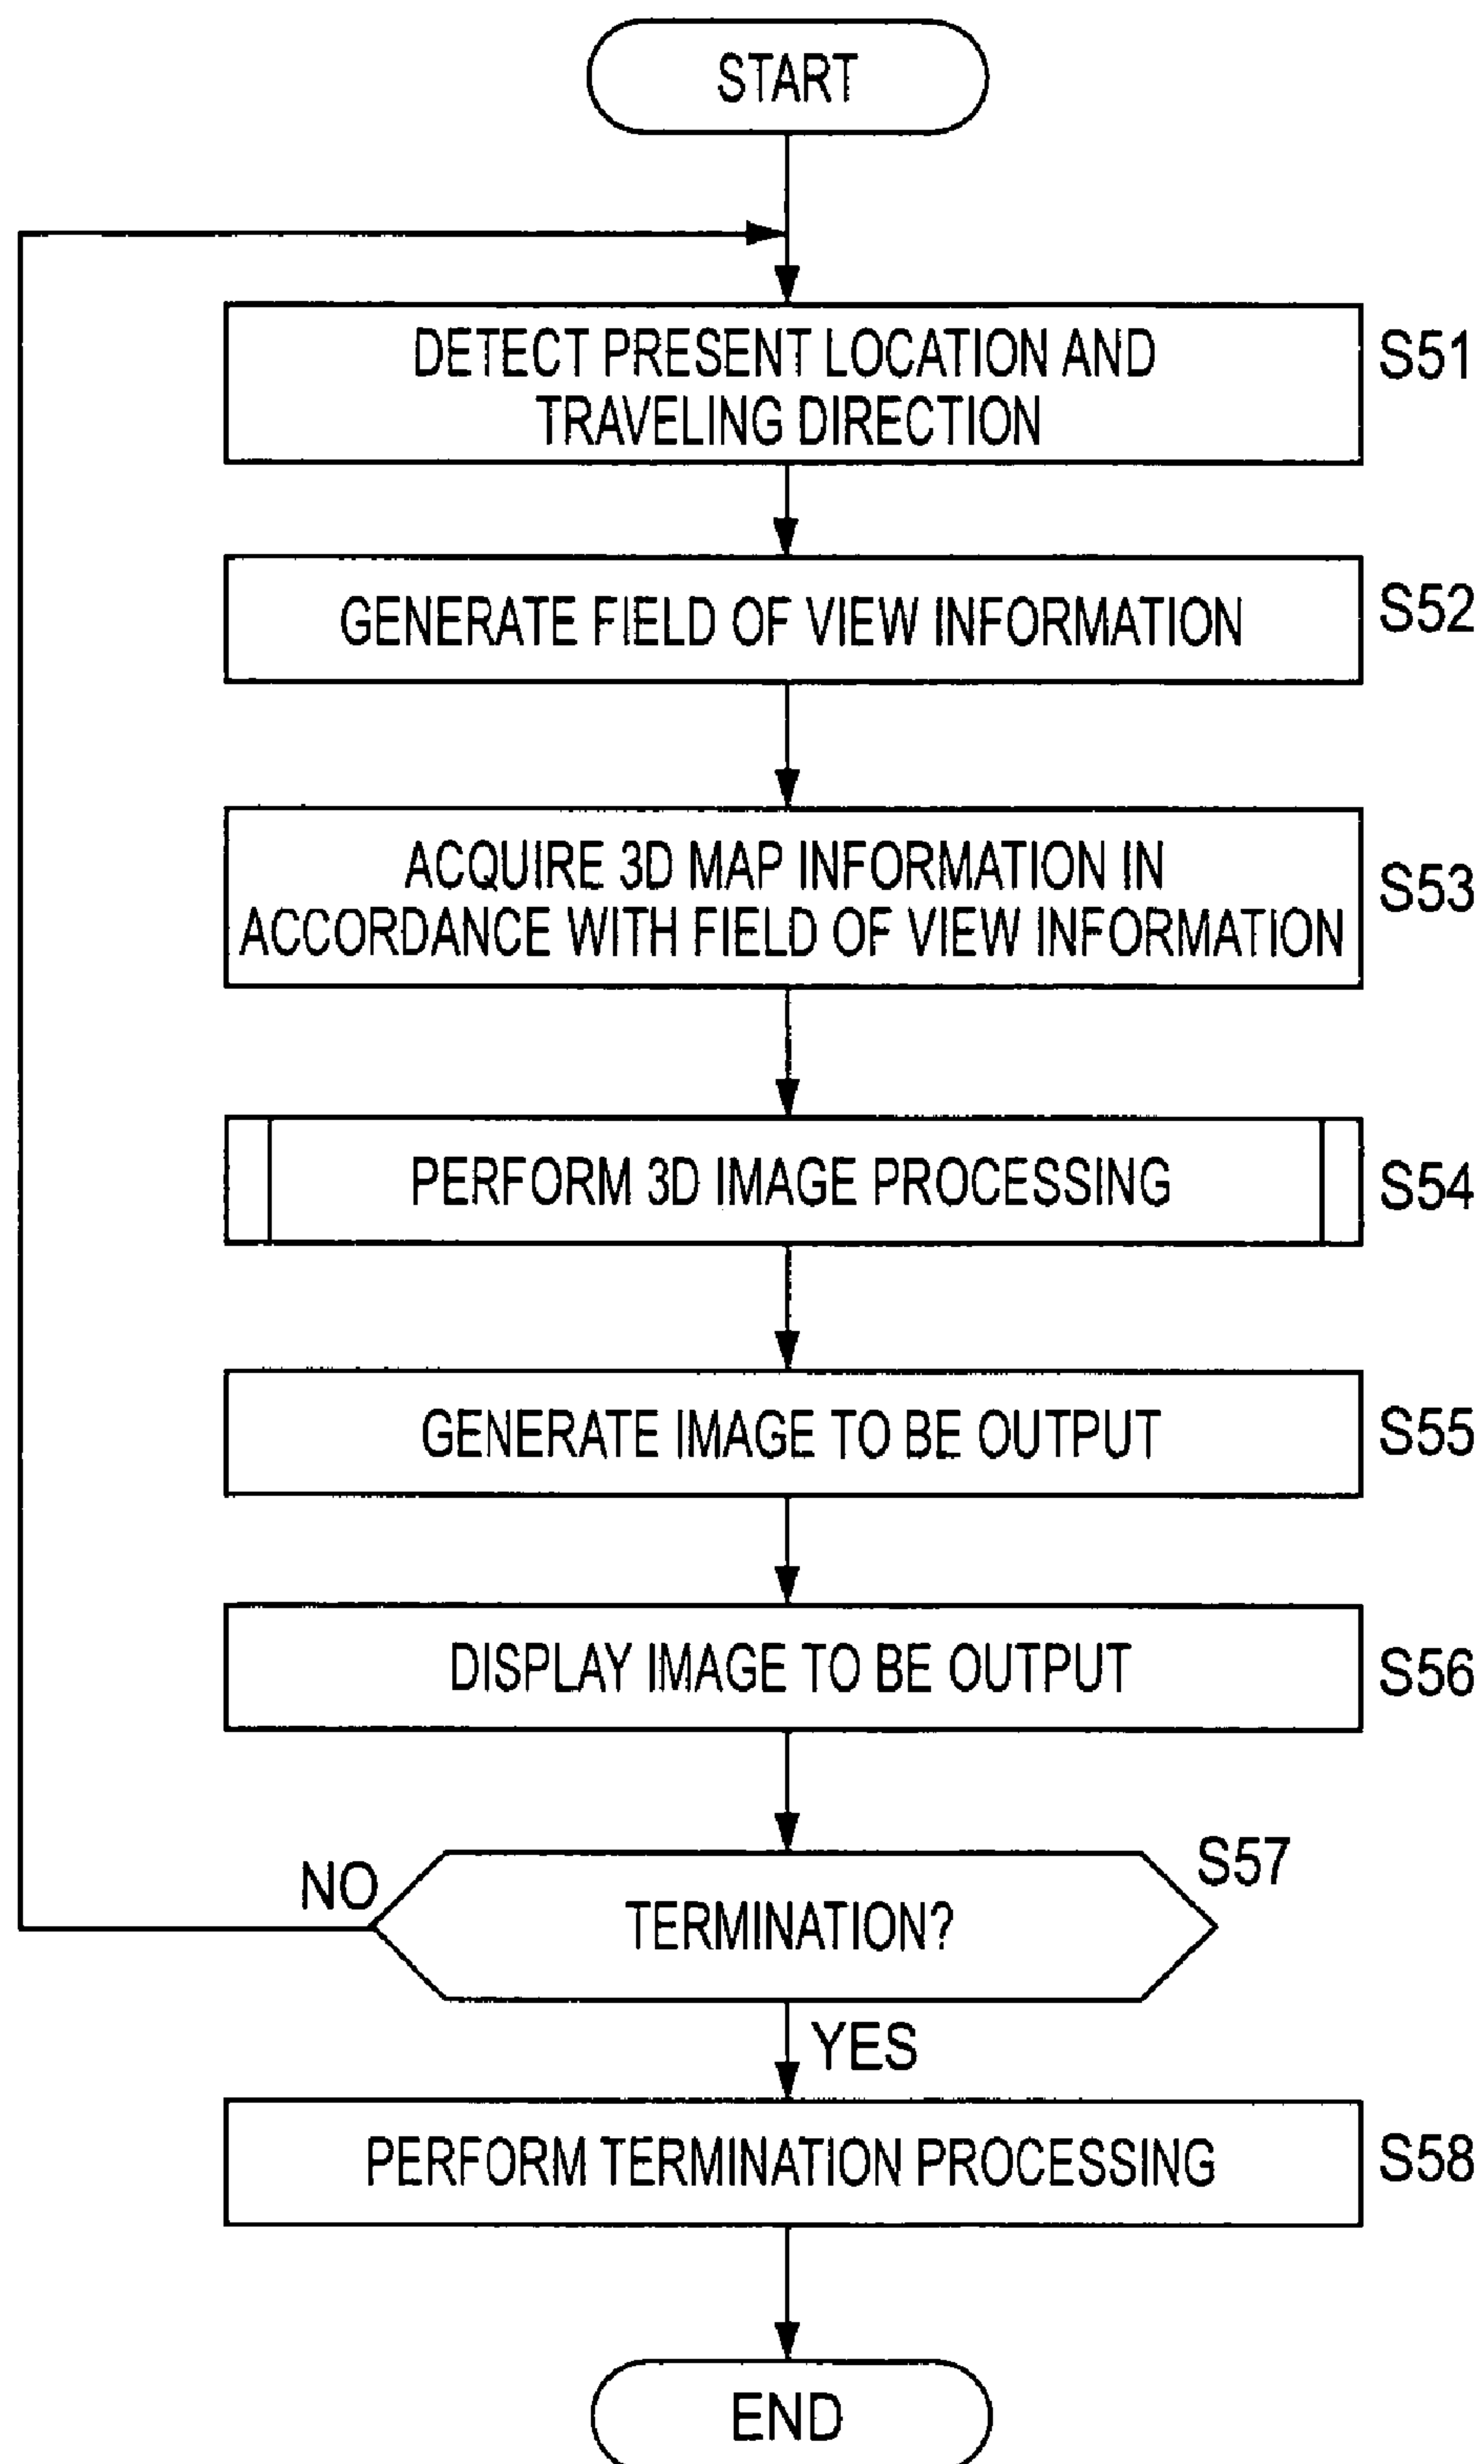 START
DETECT PRESENT LOCATION AND
TRAVELING DIRECTION
S51
GENERATE FIELD OF VIEW INFORMATION
S52
ACQUIRE 3D MAP INFORMATION IN
ACCORDANCE WITH FIELD OF VIEW INFORMATION
S53
PERFORM 3D IMAGE PROCESSING
S54
GENERATE IMAGE TO BE OUTPUT
S55
DISPLAY IMAGE TO BE OUTPUT
S56
NO
TERMINATION?
S57
YES
PERFORM TERMINATION PROCESSING
S58
END